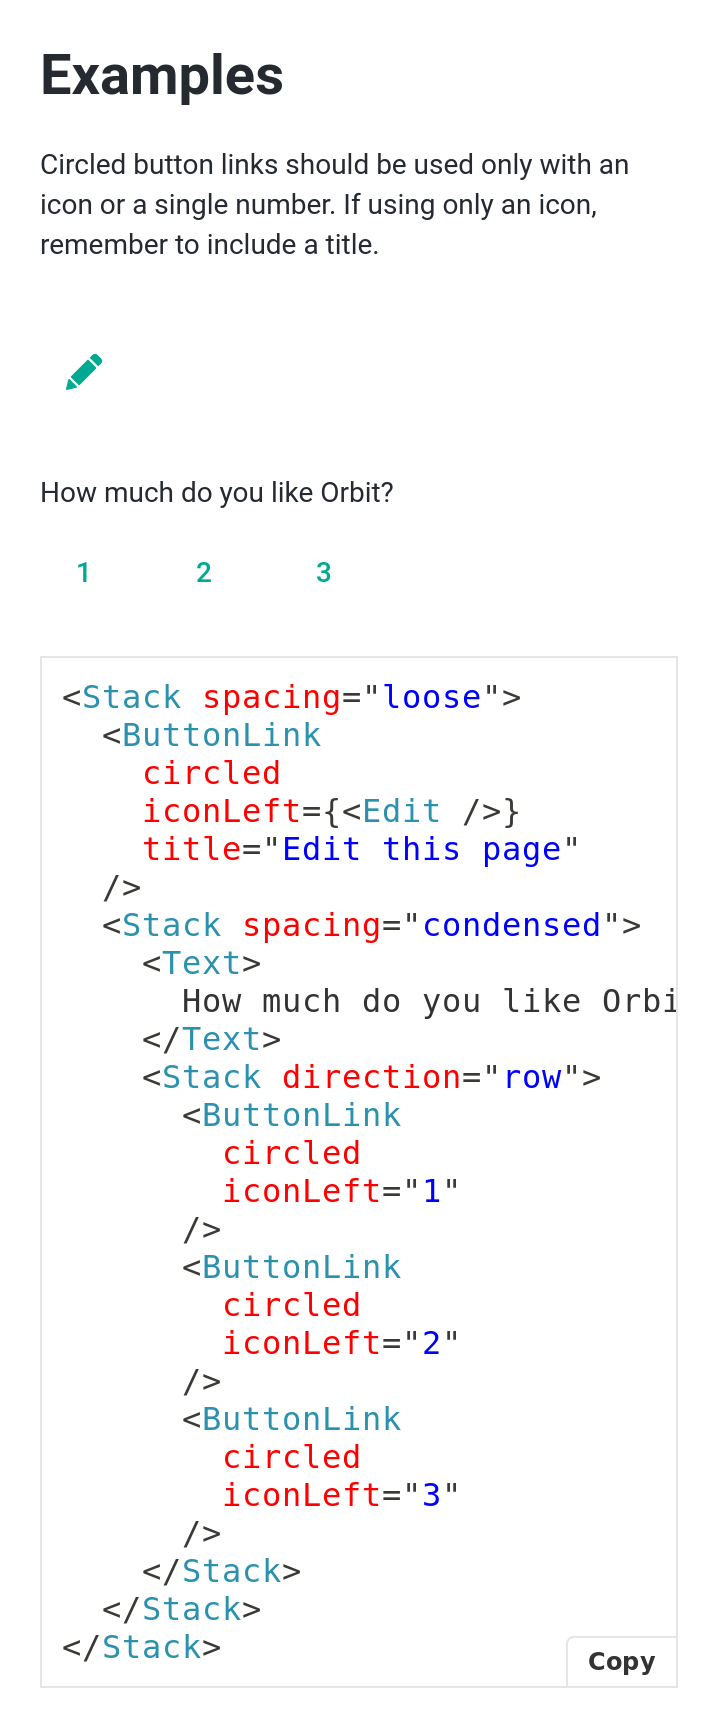 Examples
Circled button links should be used only with an
icon or a single number. If using only an icon,
remember to include a title.
How much do you like Orbit?
1 2 3
<Stack spacing="loose">
  <ButtonLink
    circled
    iconLeft={<Edit />}
    title="Edit this page"
  />
  <Stack spacing="condensed">
    <Text>
      How much do you like Orbi
    </Text>
    <Stack direction="row">
      <ButtonLink
        circled
        iconLeft="1"
      />
      <ButtonLink
        circled
        iconLeft="2"
      />
      <ButtonLink
        circled
        iconLeft="3"
      />
    </Stack>
  </Stack>
</Stack>
Copy